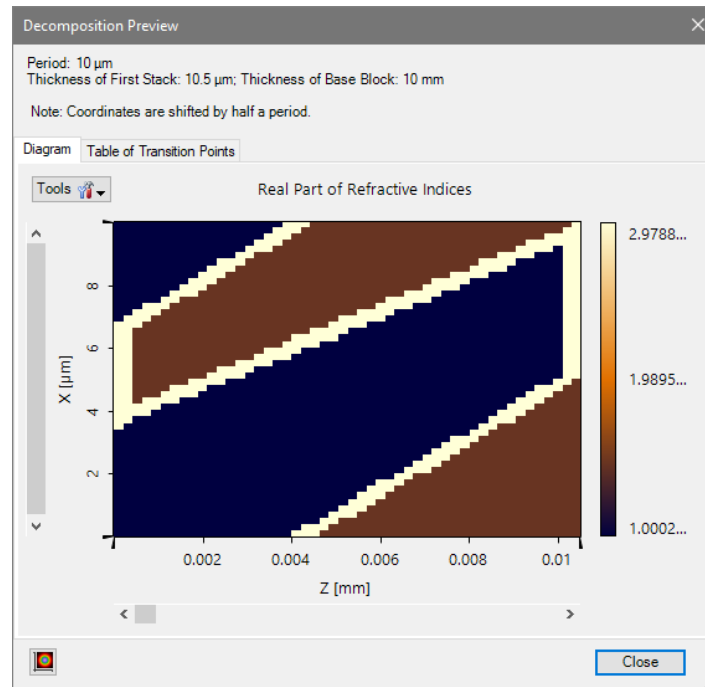 Decomposition Preview
Period: 10 µm
Thickness of First Stack: 10.5 µm; Thickness of Base Block: 10 mm
Note: Coordinates are shifted by half a period.
Diagram Table of Transition Points
Tools
Real Part of Refractive Indices
X [µm]
8
6
4
2
0.002 0.004 0.006 0.008 0.01
Z [mm]
2.9788...
1.9895...
1.0002...
Close